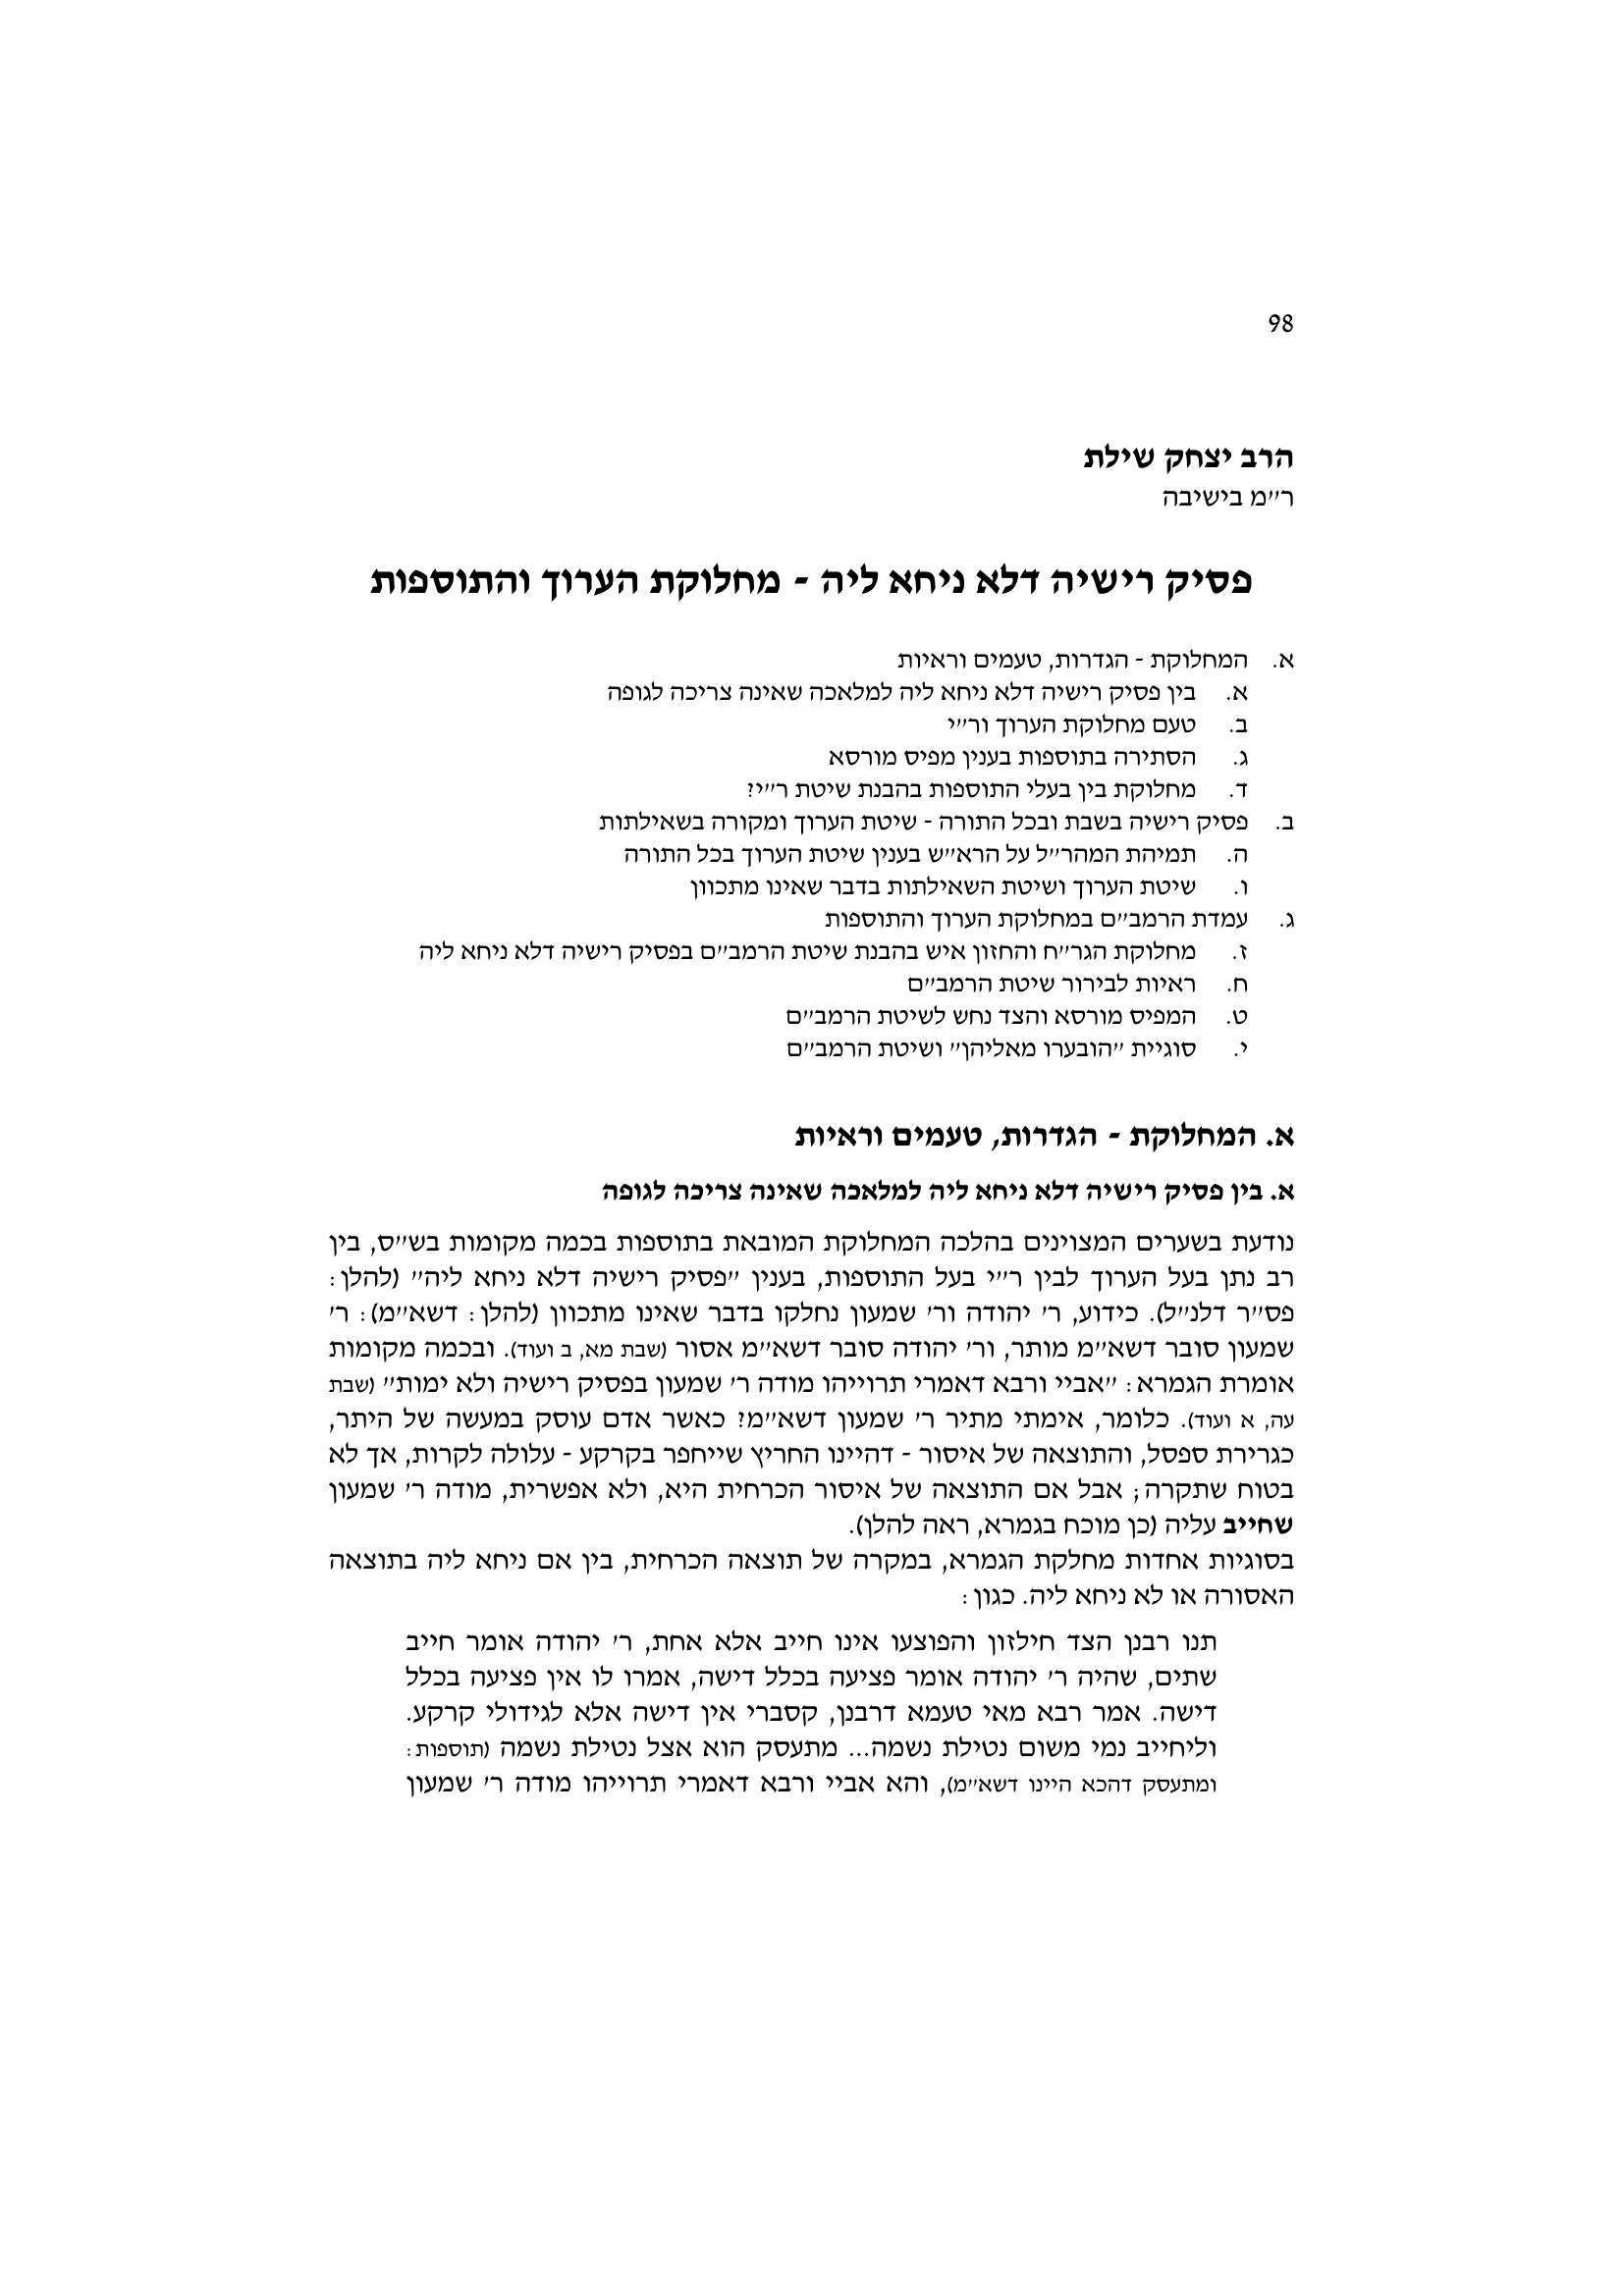 98
הרב יצחק שילת
ר״מ בישיבה
פסיק רישיה דלא ניחא ליה - מחלוקת הערוך והתוספות
א. המחלוקת - הגדרות, טעמים וראיות
א. בין פסיק רישיה דלא ניחא ליה למלאכה שאינה צריכה לגופה
ב. טעם מחלוקת הערוך ור״י
ג. הסתירה בתוספות בענין מפיס מורסא
ד. מחלוקת בין בעלי התוספות בהבנת שיטת ר״י?
ב. פסיק רישיה בשבת ובכל התורה - שיטת הערוך ומקורה בשאילתות
ה. תמיהת המהר״ל על הרא״ש בענין שיטת הערוך בכל התורה
ו. שיטת הערוך ושיטת השאילתות בדבר שאינו מתכוון
ג. עמדת הרמב״ם במחלוקת הערוך והתוספות
ז. מחלוקת הגר״ח והחזון איש בהבנת שיטת הרמב״ם בפסיק רישיה דלא ניחא ליה
ח. ראיות לבירור שיטת הרמב״ם
ט. המפיס מורסא והצד נחש לשיטת הרמב״ם
י. סוגיית ״הובערו מאליהן״ ושיטת הרמב״ם
א. המחלוקת - הגדרות, טעמים וראיות
א. בין פסיק רישיה דלא ניחא ליה למלאכה שאינה צריכה לגופה
נודעת בשערים המצוינים בהלכה המחלוקת המובאת בתוספות בכמה מקומות בש״ס, בין
רב נתן בעל הערוך לבין ר״י בעל התוספות, בענין ״פסיק רישיה דלא ניחא ליה״ (להלן:
פס״ר דלנ״ל). כידוע, ר׳ יהודה ור׳ שמעון נחלקו בדבר שאינו מתכוון (להלן: דשא״מ): ר׳
שמעון סובר דשא״מ מותר, ור׳ יהודה סובר דשא״מ אסור (שבת מא, ב ועוד). ובכמה מקומות
אומרת הגמרא: ״אביי ורבא דאמרי תרוייהו מודה ר׳ שמעון בפסיק רישיה ולא ימות״ (שבת
עה, א ועוד). כלומר, אימתי מתיר ר׳ שמעון דשא״מ? כאשר אדם עוסק במעשה של היתר,
כגרירת ספסל, והתוצאה של איסור - דהיינו החריץ שייחפר בקרקע - עלולה לקרות, אך לא
בטוח שתקרה; אבל אם התוצאה של איסור הכרחית היא, ולא אפשרית, מודה ר׳ שמעון
שחייב עליה (כן מוכח בגמרא, ראה להלן).
בסוגיות אחדות מחלקת הגמרא, במקרה של תוצאה הכרחית, בין אם ניחא ליה בתוצאה
האסורה או לא ניחא ליה. כגון:
תנו רבנן הצד חילזון והפוצעו אינו חייב אלא אחת, ר׳ יהודה אומר חייב
שתים, שהיה ר׳ יהודה אומר פציעה בכלל דישה, אמרו לו אין פציעה בכלל
דישה. אמר רבא מאי טעמא דרבנן, קסברי אין דישה אלא לגידולי קרקע.
וליחייב נמי משום נטילת נשמה... מתעסק הוא אצל נטילת נשמה (תוספות:
ומתעסק דהכא היינו דשא״מ), והא אביי ורבא דאמרי תרוייהו מודה ר׳ שמעון